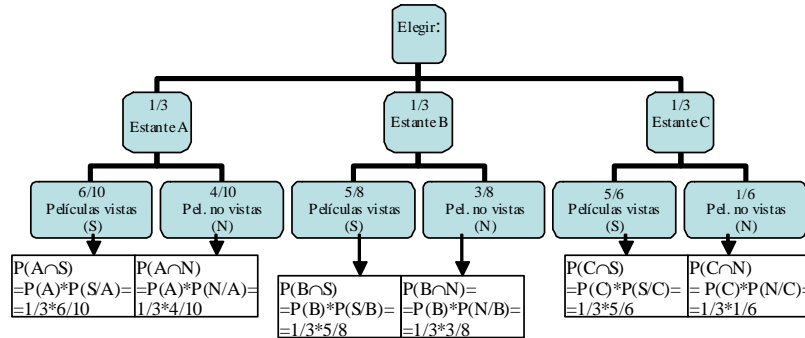 Elegir:
1/3
Estante A
1/3
Estante B
1/3
Estante C
6/10
Películas vistas
(S)
4/10
Pel. no vistas
(N)
5/8
Películas vistas
(S)
3/8
Pel. no vistas
(N)
5/6
Películas vistas
(S)
1/6
Pel. no vistas
(N)
P(A∩S)
=P(A)*P(S/A)=
=1/3*6/10
P(A∩N)
=P(A)*P(N/A)=
1/3*4/10
P(B∩S)
=P(B)*P(S/B)=
=1/3*5/8
P(B∩N)=
=P(B)*P(N/B)=
=1/3*3/8
P(C∩S)
=P(C)*P(S/C)=
=1/3*5/6
P(C∩N)
= P(C)*P(N/C)=
=1/3*1/6